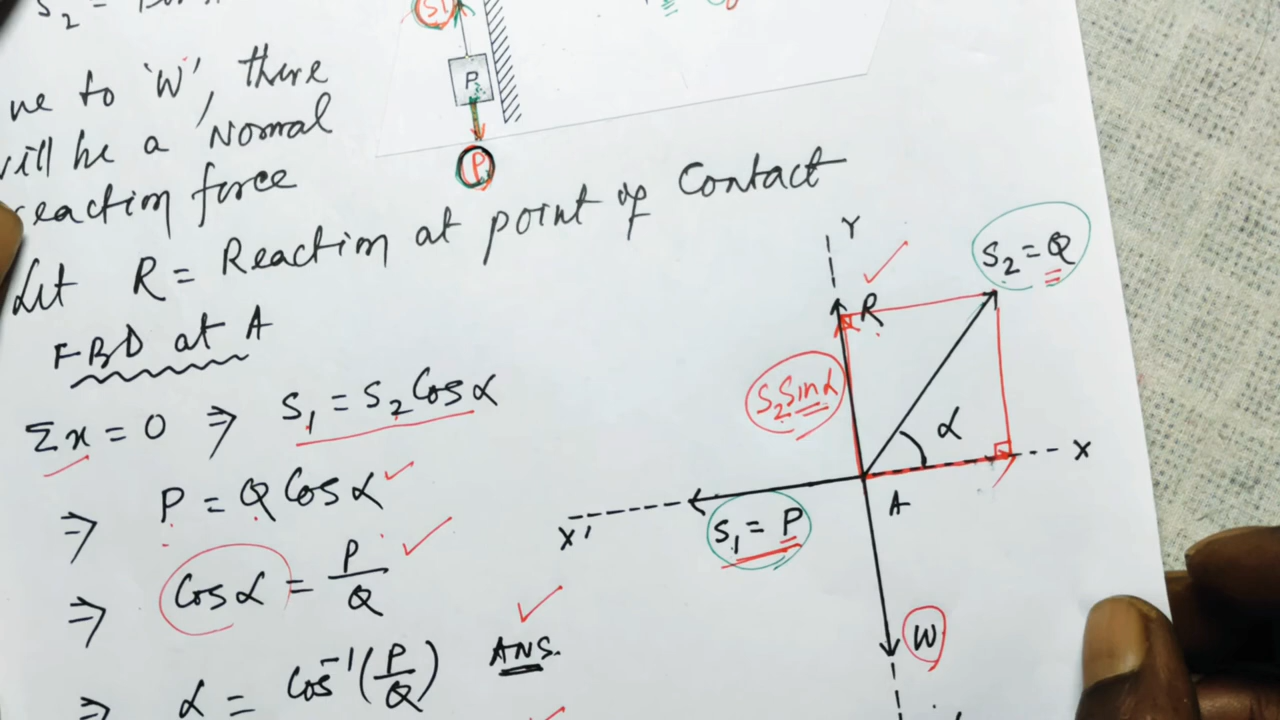 S1
S₂ =
P
ne to 'W', there
will be a Normal
P
reaction force
Let R = Reaction at point of Contact
FBD at A
Σx = 0 ⇒ S₁ = S₂ Cos α
⇒ P = Q Cos α
⇒ Cos α = P/Q
⇒ α = Cos⁻¹(P/Q) ANS.
Y
S₂ = Q
R
S₂ Sin α
α
X
A
X'
S₁ = P
W